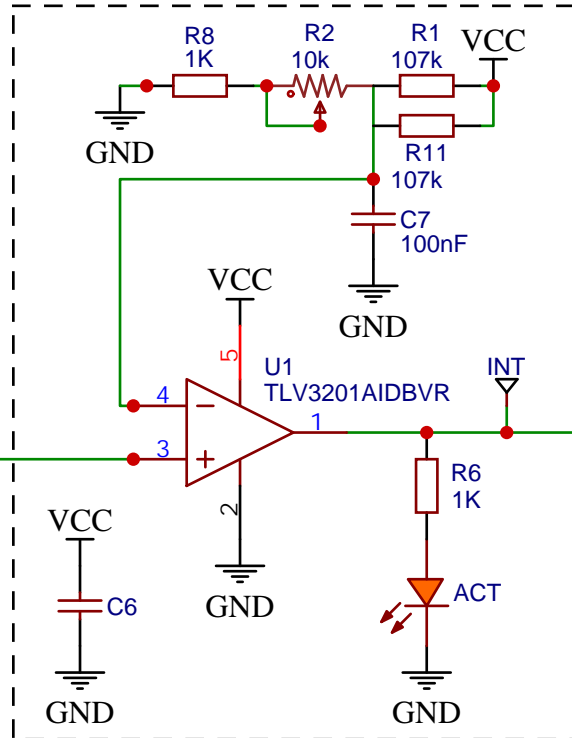 R8
1K
R2
10k
R1
107k
VCC
GND
R11
107k
C7
100nF
GND
VCC
5
U1
TLV3201AIDBVR
INT
4
−
1
3
+
2
R6
1K
VCC
C6
ACT
GND
GND
GND